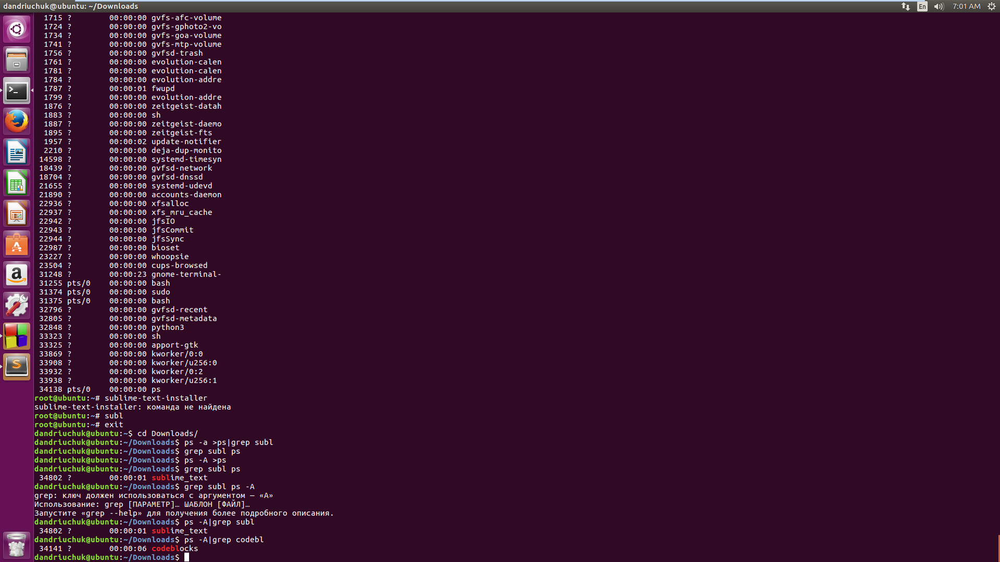 dandriuchuk@ubuntu: ~/Downloads
En
7:01 AM
1715 ?        00:00:00 gvfs-afc-volume
1724 ?        00:00:00 gvfs-gphoto2-vo
1734 ?        00:00:00 gvfs-goa-volume
1741 ?        00:00:00 gvfs-mtp-volume
1756 ?        00:00:00 gvfsd-trash
1761 ?        00:00:00 evolution-calen
1781 ?        00:00:00 evolution-calen
1784 ?        00:00:00 evolution-addre
1787 ?        00:00:01 fwupd
1799 ?        00:00:00 evolution-addre
1876 ?        00:00:00 zeitgeist-datah
1883 ?        00:00:00 sh
1887 ?        00:00:00 zeitgeist-daemo
1895 ?        00:00:00 zeitgeist-fts
1957 ?        00:00:02 update-notifier
2210 ?        00:00:00 deja-dup-monito
14598 ?        00:00:00 systemd-timesyn
18439 ?        00:00:00 gvfsd-network
18704 ?        00:00:00 gvfsd-dnssd
21655 ?        00:00:00 systemd-udevd
21890 ?        00:00:00 accounts-daemon
22936 ?        00:00:00 xfsalloc
22937 ?        00:00:00 xfs_mru_cache
22942 ?        00:00:00 jfsIO
22943 ?        00:00:00 jfsCommit
22944 ?        00:00:00 jfsSync
22987 ?        00:00:00 bioset
23227 ?        00:00:00 whoopsie
23504 ?        00:00:00 cups-browsed
31248 ?        00:00:23 gnome-terminal-
31255 pts/0    00:00:00 bash
31374 pts/0    00:00:00 sudo
31375 pts/0    00:00:00 bash
32796 ?        00:00:00 gvfsd-recent
32805 ?        00:00:00 gvfsd-metadata
32848 ?        00:00:00 python3
33323 ?        00:00:00 sh
33325 ?        00:00:00 apport-gtk
33869 ?        00:00:00 kworker/0:0
33908 ?        00:00:00 kworker/u256:0
33932 ?        00:00:00 kworker/0:2
33938 ?        00:00:00 kworker/u256:1
34138 pts/0    00:00:00 ps
root@ubuntu:~# sublime-text-installer
sublime-text-installer: команда не найдена
root@ubuntu:~# subl
root@ubuntu:~# exit
dandriuchuk@ubuntu:~$ cd Downloads/
dandriuchuk@ubuntu:~/Downloads$ ps -a >ps|grep subl
dandriuchuk@ubuntu:~/Downloads$ grep subl ps
dandriuchuk@ubuntu:~/Downloads$ ps -A >ps
dandriuchuk@ubuntu:~/Downloads$ grep subl ps
34802 ?        00:00:01 sublime_text
dandriuchuk@ubuntu:~/Downloads$ grep subl ps -A
grep: ключ должен использоваться с аргументом — «A»
Использование: grep [ПАРАМЕТР]… ШАБЛОН [ФАЙЛ]…
Запустите «grep --help» для получения более подробного описания.
dandriuchuk@ubuntu:~/Downloads$ ps -A|grep subl
34802 ?        00:00:01 sublime_text
dandriuchuk@ubuntu:~/Downloads$ ps -A|grep codebl
34141 ?        00:00:06 codeblocks
dandriuchuk@ubuntu:~/Downloads$